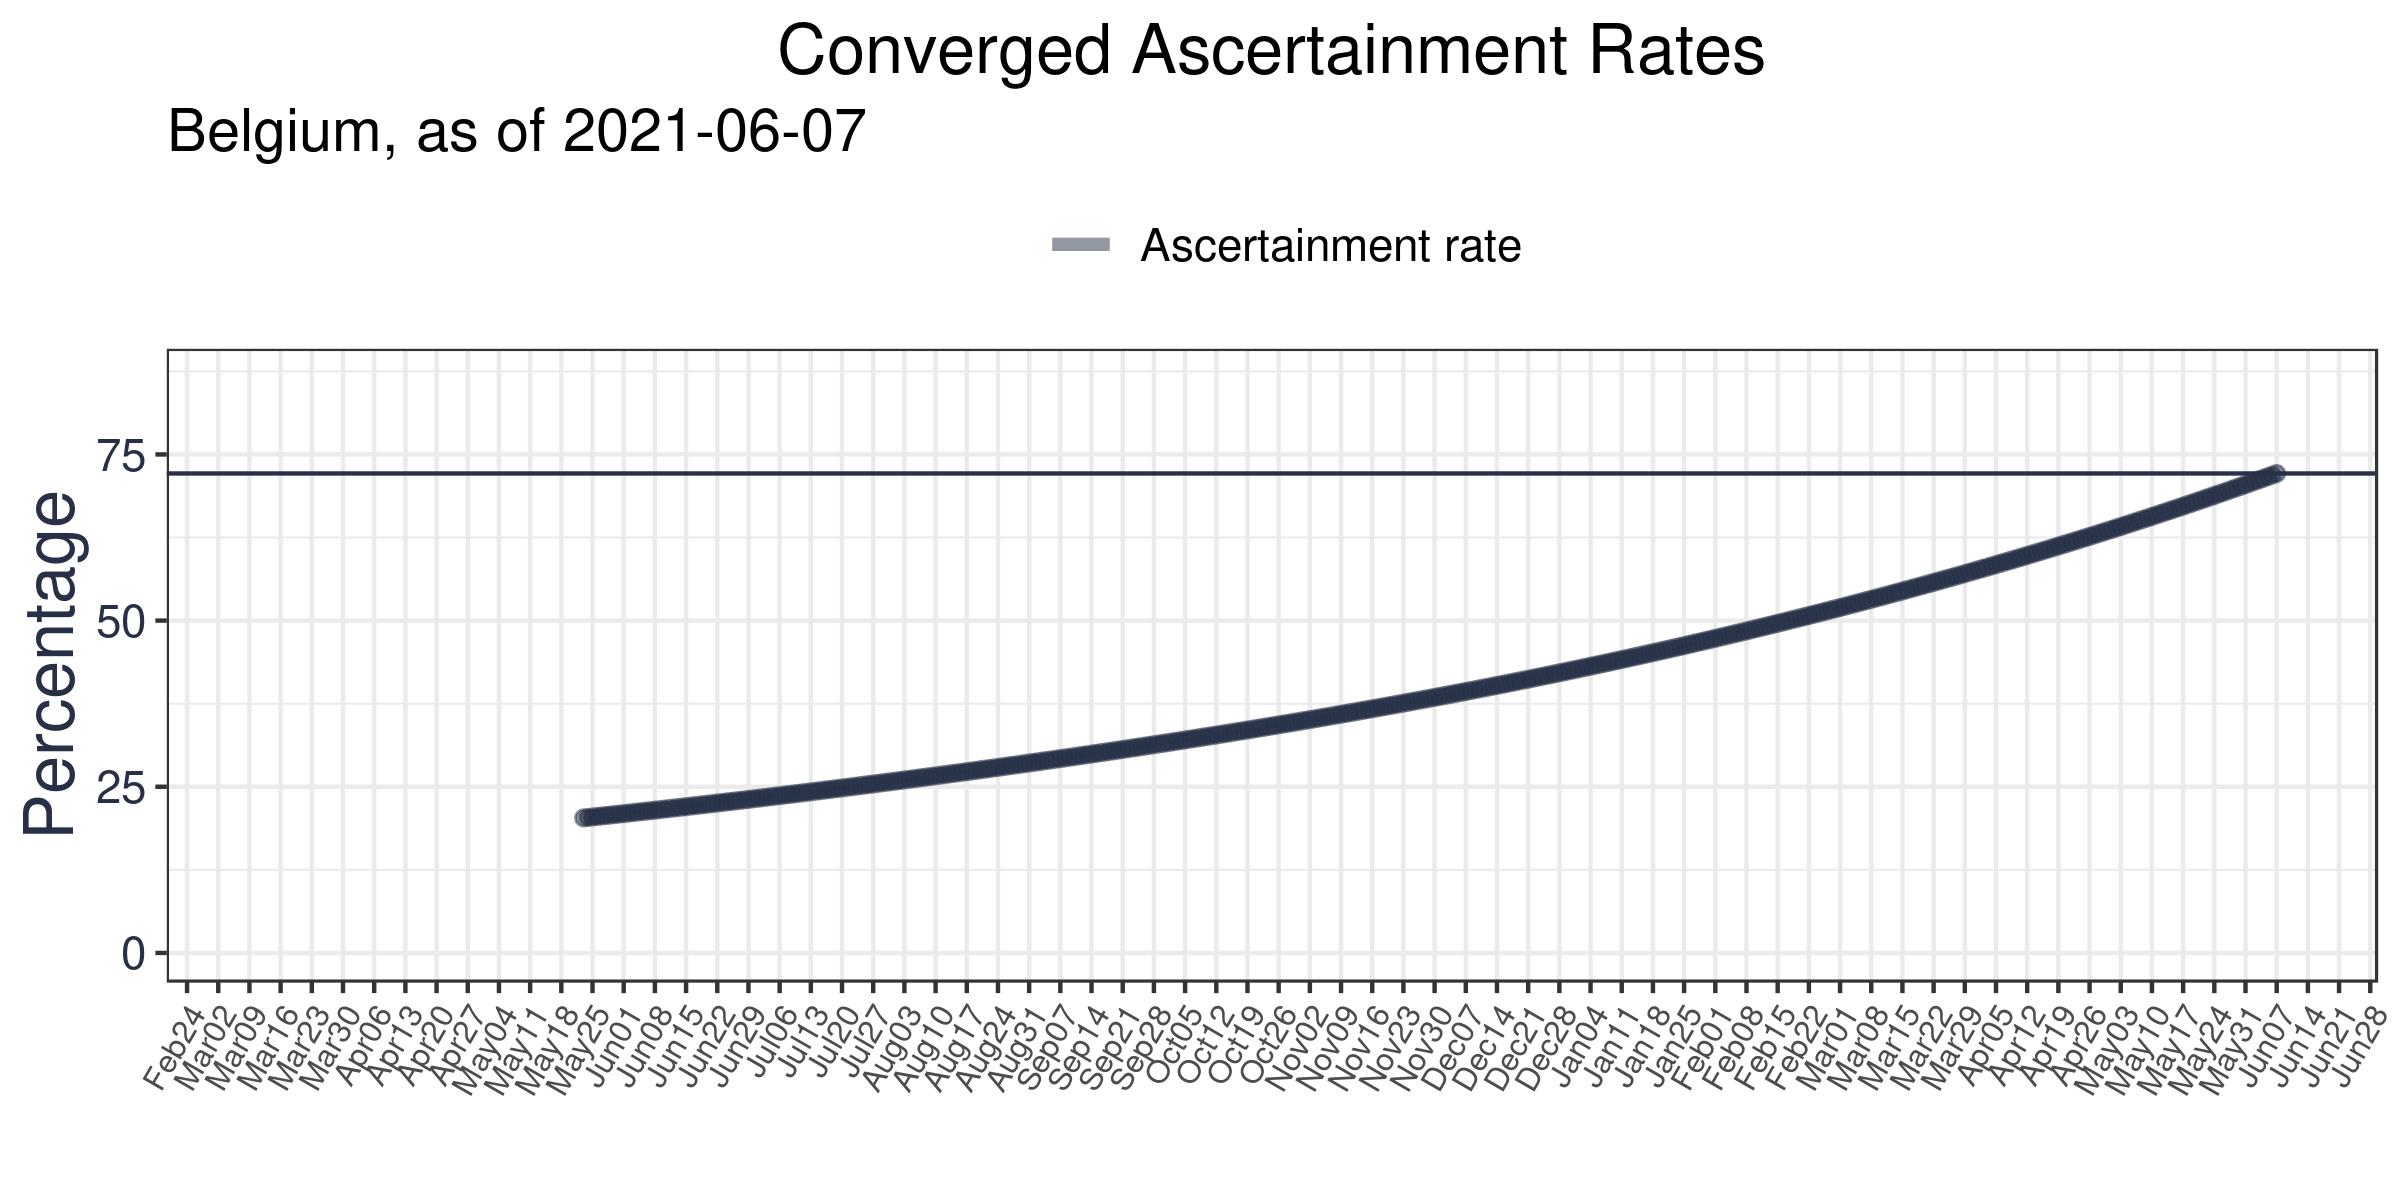 Converged Ascertainment Rates
Belgium, as of 2021-06-07
Ascertainment rate
Percentage
75
50
25
0
Feb24 Mar02 Mar09 Mar16 Mar23 Mar30 Apr06 Apr13 Apr20 Apr27 May04 May11 May18 May25 Jun01 Jun08 Jun15 Jun22 Jun29 Jul06 Jul13 Jul20 Jul27 Aug03 Aug10 Aug17 Aug24 Aug31 Sep07 Sep14 Sep21 Sep28 Oct05 Oct12 Oct19 Oct26 Nov02 Nov09 Nov16 Nov23 Nov30 Dec07 Dec14 Dec21 Dec28 Jan04 Jan11 Jan18 Jan25 Feb01 Feb08 Feb15 Feb22 Mar01 Mar08 Mar15 Mar22 Mar29 Apr05 Apr12 Apr19 Apr26 May03 May10 May17 May24 May31 Jun07 Jun14 Jun21 Jun28